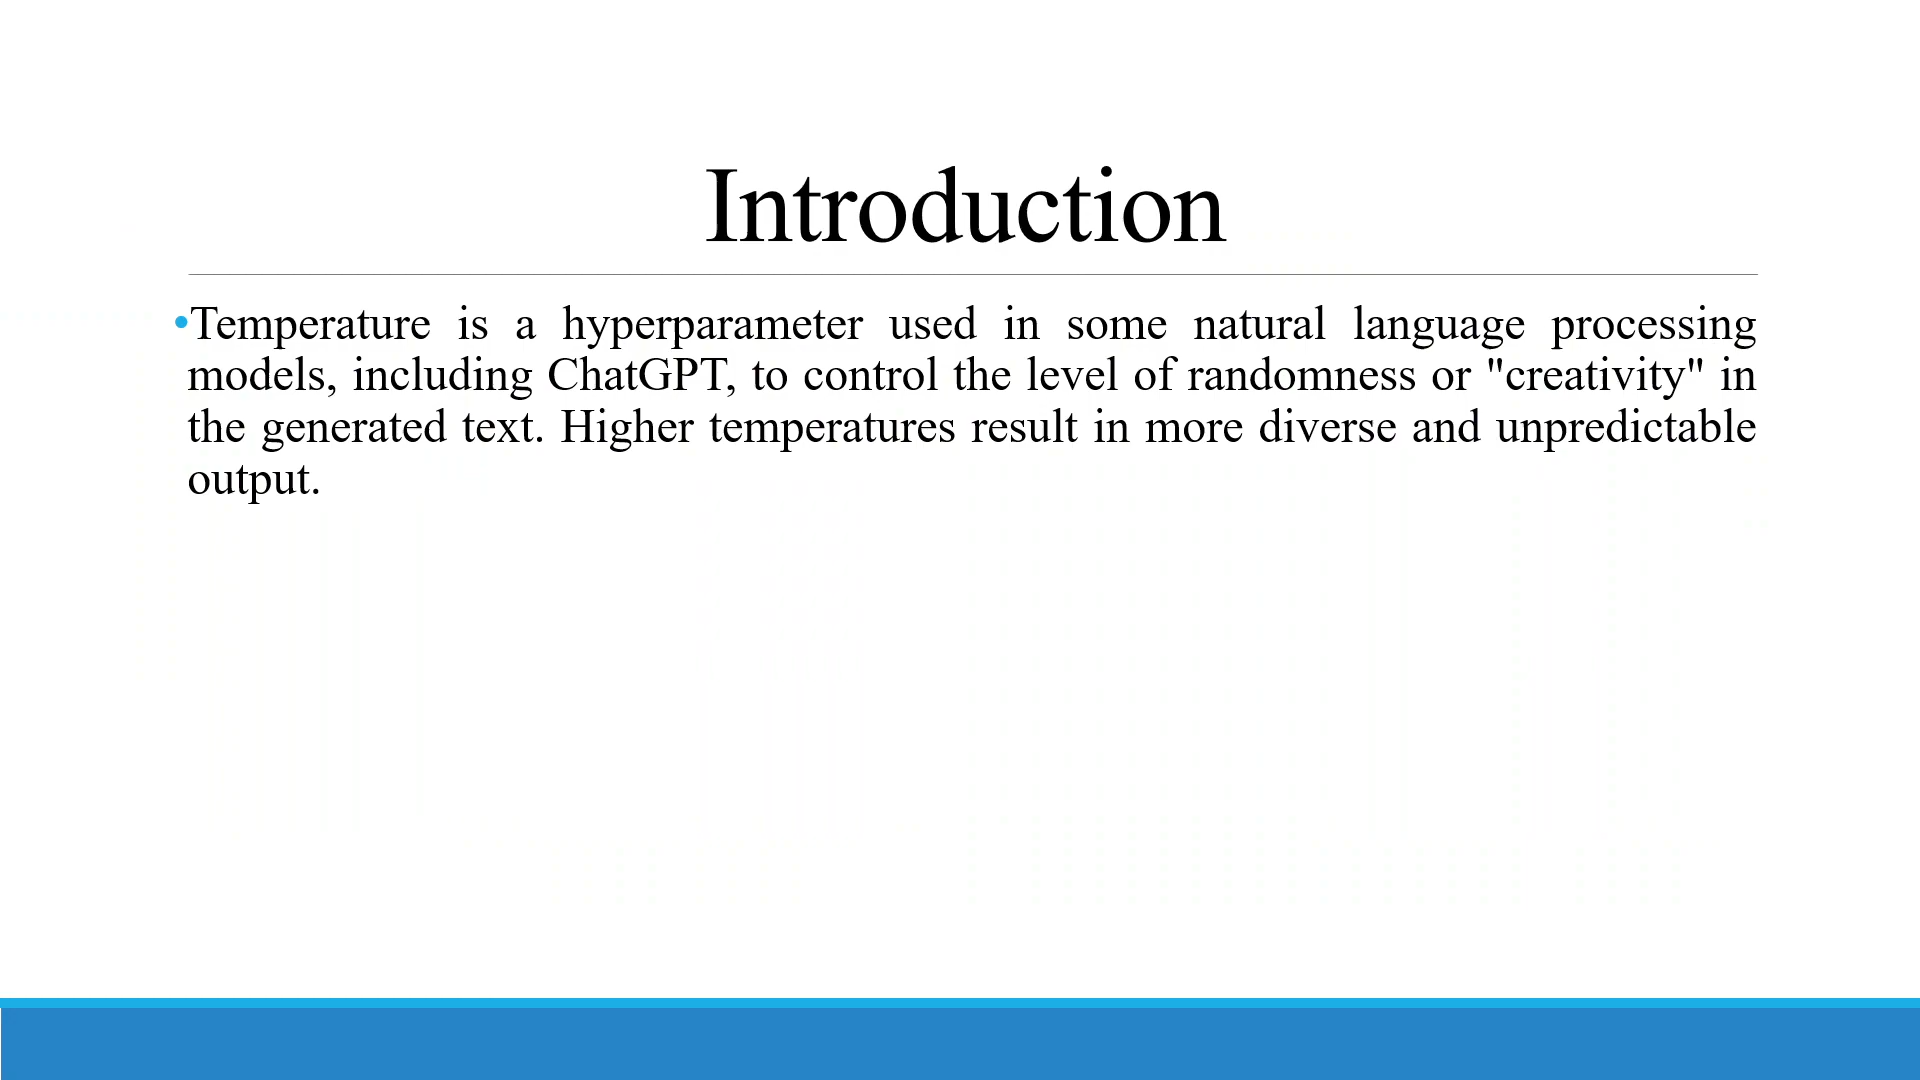 Introduction
•Temperature is a hyperparameter used in some natural language processing
models, including ChatGPT, to control the level of randomness or "creativity" in
the generated text. Higher temperatures result in more diverse and unpredictable
output.